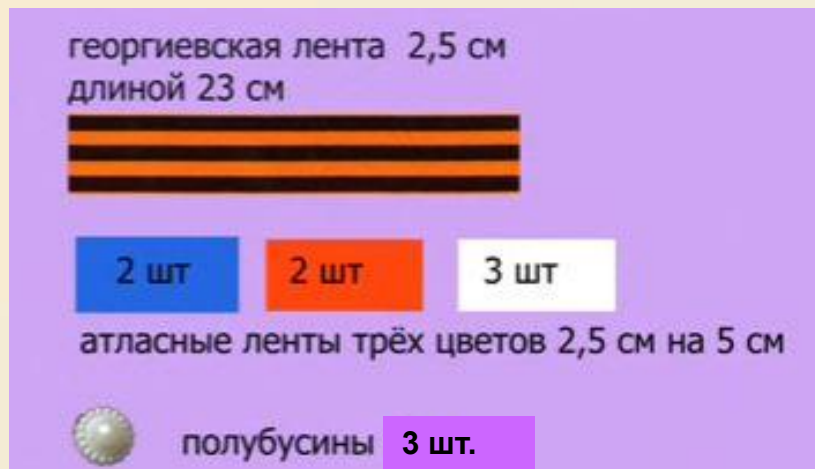 георгиевская лента 2,5 см
длиной 23 см
2 шт 2 шт 3 шт
атласные ленты трёх цветов 2,5 см на 5 см
полубусины 3 шт.